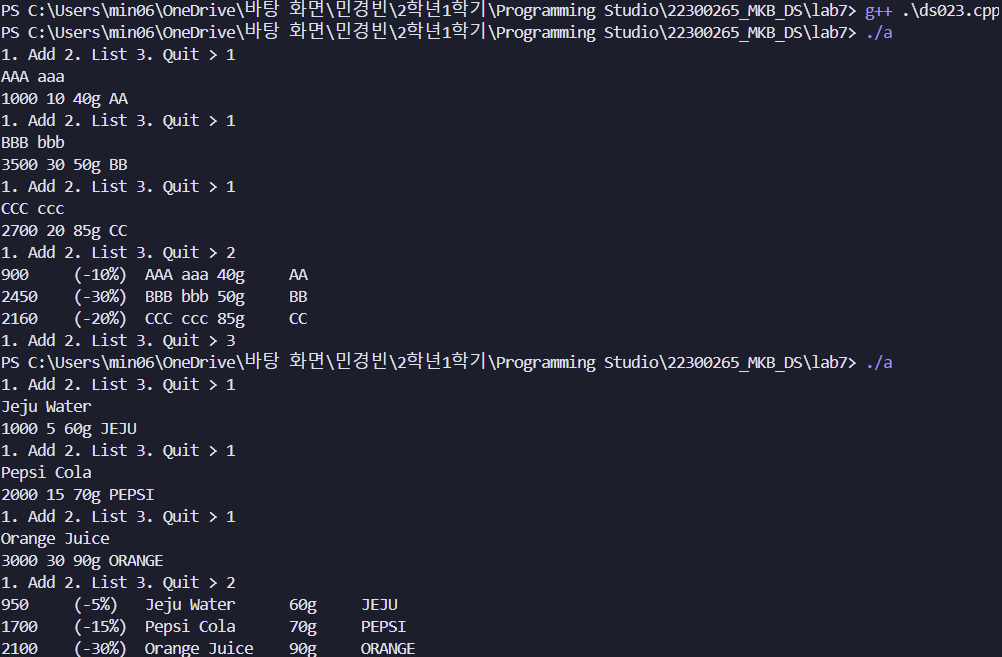 PS C:\Users\min06\OneDrive\바탕 화면\민경빈\2학년1학기\Programming Studio\22300265_MKB_DS\lab7> g++ .\ds023.cpp
PS C:\Users\min06\OneDrive\바탕 화면\민경빈\2학년1학기\Programming Studio\22300265_MKB_DS\lab7> ./a
1. Add 2. List 3. Quit > 1
AAA aaa
1000 10 40g AA
1. Add 2. List 3. Quit > 1
BBB bbb
3500 30 50g BB
1. Add 2. List 3. Quit > 1
CCC ccc
2700 20 85g CC
1. Add 2. List 3. Quit > 2
900     (-10%)  AAA aaa 40g     AA
2450    (-30%)  BBB bbb 50g     BB
2160    (-20%)  CCC ccc 85g     CC
1. Add 2. List 3. Quit > 3
PS C:\Users\min06\OneDrive\바탕 화면\민경빈\2학년1학기\Programming Studio\22300265_MKB_DS\lab7> ./a
1. Add 2. List 3. Quit > 1
Jeju Water
1000 5 60g JEJU
1. Add 2. List 3. Quit > 1
Pepsi Cola
2000 15 70g PEPSI
1. Add 2. List 3. Quit > 1
Orange Juice
3000 30 90g ORANGE
1. Add 2. List 3. Quit > 2
950     (-5%)   Jeju Water      60g     JEJU
1700    (-15%)  Pepsi Cola      70g     PEPSI
2100    (-30%)  Orange Juice    90g     ORANGE